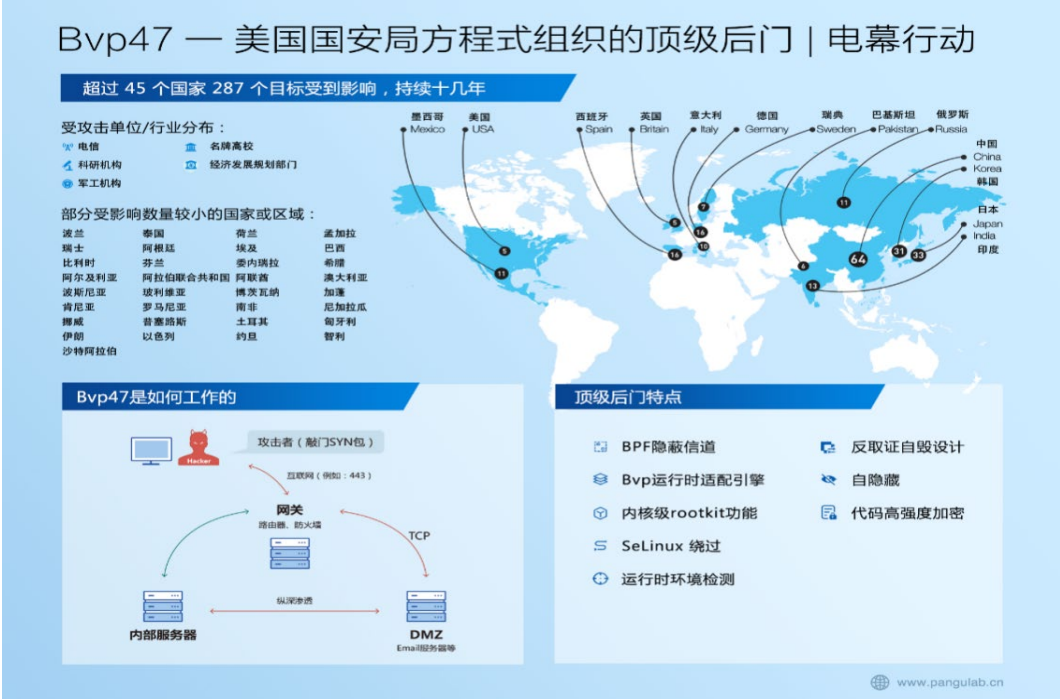 Bvp47 — 美国国安局方程式组织的顶级后门 | 电幕行动
超过 45 个国家 287 个目标受到影响，持续十几年
受攻击单位/行业分布：
电信
名牌高校
科研机构
经济发展规划部门
军工机构
部分受影响数量较小的国家或区域：
波兰 泰国 荷兰 孟加拉
瑞士 阿根廷 埃及 巴西
比利时 芬兰 委内瑞拉 希腊
阿尔及利亚 阿拉伯联合共和国 阿联酋 澳大利亚
波斯尼亚 玻利维亚 博茨瓦纳 加蓬
肯尼亚 罗马尼亚 南非 尼加拉瓜
挪威 普塞路斯 土耳其 匈牙利
伊朗 以色列 约旦 智利
沙特阿拉伯
墨西哥
Mexico
美国
USA
西班牙
Spain
英国
Britain
意大利
Italy
德国
Germany
瑞典
Sweden
巴基斯坦
Pakistan
俄罗斯
Russia
中国
China
Korea
韩国
日本
Japan
India
印度
5
11
7
5
16
10
16
11
6
64
13
31
33
Bvp47是如何工作的
Hacker
攻击者（敲门SYN包）
互联网（例如：443）
网关
路由器、防火墙
TCP
纵深渗透
内部服务器
DMZ
Email服务器等
顶级后门特点
BPF隐蔽信道
反取证自毁设计
Bvp运行时适配引擎
自隐藏
内核级rootkit功能
代码高强度加密
SeLinux 绕过
运行时环境检测
www.pangulab.cn